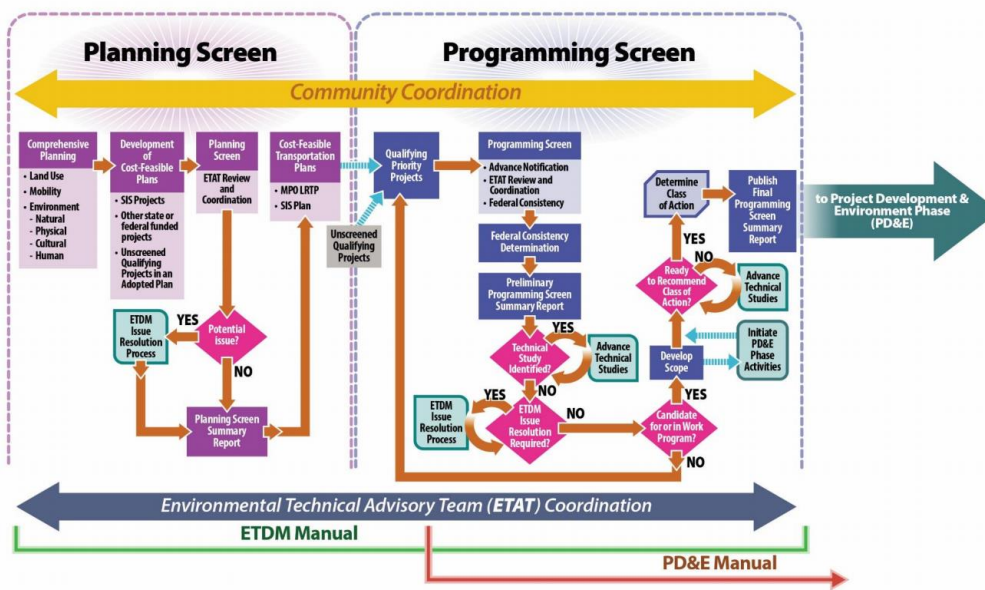 Planning Screen
Programming Screen
Community Coordination
Comprehensive
Planning
• Land Use
• Mobility
• Environment
- Natural
- Physical
- Cultural
- Human
Development
of
Cost-Feasible
Plans
• SIS Projects
• Other state or
federal funded
projects
• Unscreened
Qualifying
Projects in an
Adopted Plan
Planning
Screen
ETAT Review
and
Coordination
Cost-Feasible
Transportation
Plans
• MPO LRTP
• SIS Plan
Potential
Issue?
YES
NO
ETDM
Issue
Resolution
Process
Planning Screen
Summary
Report
Unscreened
Qualifying
Projects
Qualifying
Priority
Projects
Programming Screen
• Advance Notification
• ETAT Review and
Coordination
• Federal Consistency
Federal Consistency
Determination
Preliminary
Programming Screen
Summary Report
Technical
Study
Identified?
YES
NO
Advance
Technical
Studies
ETDM
Issue
Resolution
Required?
YES
NO
ETDM
Issue
Resolution
Process
Candidate
for or in Work
Program?
YES
NO
Develop
Scope
Initiate
PD&E
Phase
Activities
Ready
to Recommend
Class of
Action?
YES
NO
Advance
Technical
Studies
Determine
Class
of Action
Publish
Final
Programming
Screen
Summary
Report
to Project Development &
Environment Phase
(PD&E)
Environmental Technical Advisory Team (ETAT) Coordination
ETDM Manual
PD&E Manual